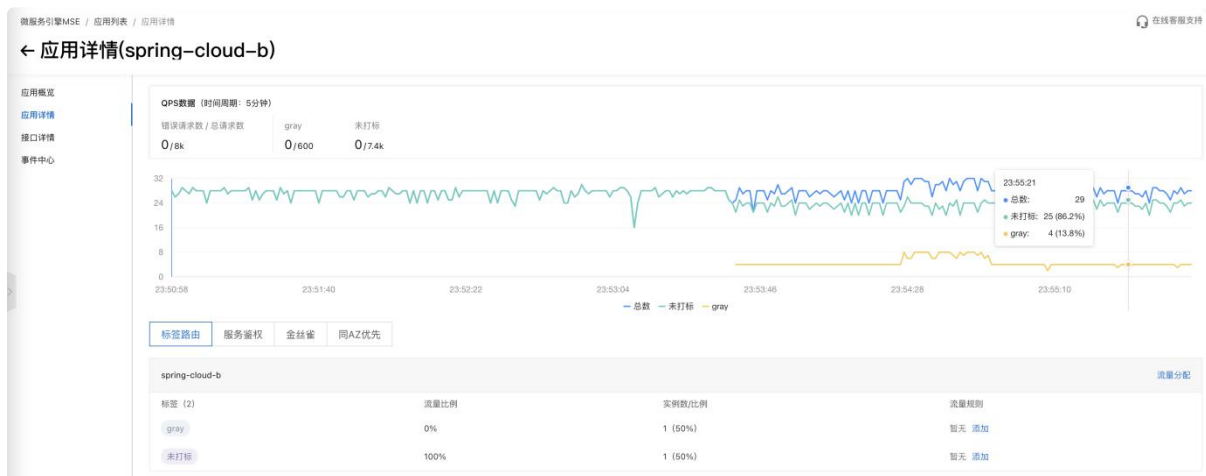 微服务引擎MSE / 应用列表 / 应用详情
在线客服支持
← 应用详情(spring-cloud-b)
应用概览
应用详情
接口详情
事件中心
QPS数据（时间周期：5分钟）
错误请求数 / 总请求数 gray 未打标
0/8k 0/600 0/7.4k
32
24
16
8
0
23:50:58 23:51:40 23:52:22 23:53:04 23:53:46 23:54:28 23:55:10
23:55:21
总数: 29
未打标: 25 (86.2%)
gray: 4 (13.8%)
总数 未打标 gray
标签路由 服务鉴权 金丝雀 同AZ优先
spring-cloud-b 流量分配
标签（2） 流量比例 实例数/比例 流量规则
gray 0% 1（50%） 暂无 添加
未打标 100% 1（50%） 暂无 添加